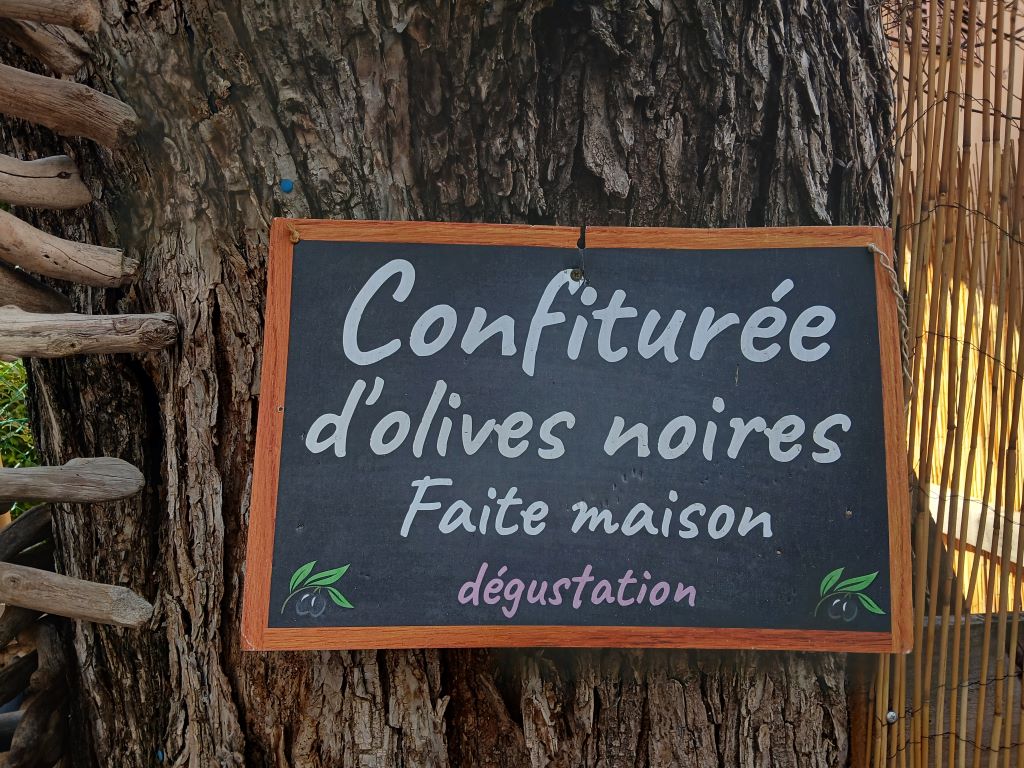 Confiturée
d'olives noires
Faite maison
dégustation